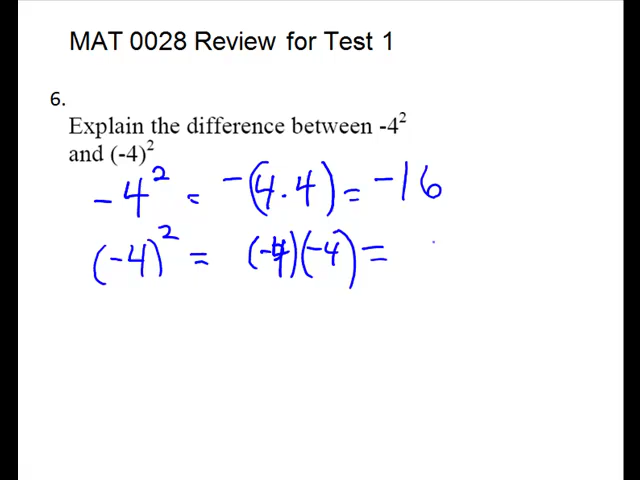 MAT 0028 Review for Test 1
6.
Explain the difference between -4²
and (-4)²
-4² = -(4·4) = -16
(-4)² = (-4)(-4) =